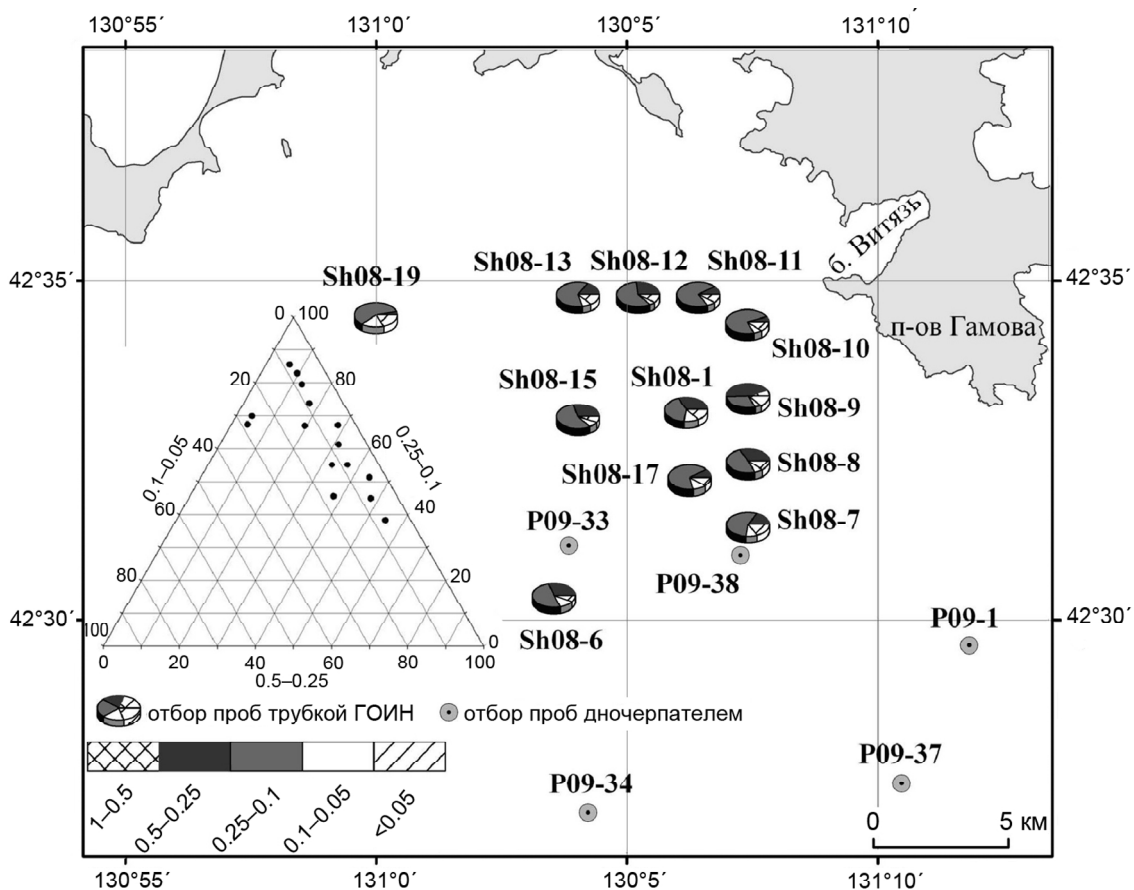 130°55´ 131°0´ 130°5´ 131°10´
б. Витязь
Sh08-13 Sh08-12 Sh08-11
Sh08-19
42°35´ 42°35´
п-ов Гамова
Sh08-10
Sh08-15 Sh08-1
Sh08-9
Sh08-17 Sh08-8
P09-33 Sh08-7
P09-38
42°30´ 42°30´
Sh08-6 P09-1
0 100
20 80
40 60
60 40
80 20
100 0
0 20 40 60 80 100
0.1–0.05
0.25–0.1
0.5–0.25
отбор проб трубкой ГОИН отбор проб дночерпателем
1–0.5 0.5–0.25 0.25–0.1 0.1–0.05 <0.05
P09-34 P09-37
0 5 км
130°55´ 131°0´ 130°5´ 131°10´